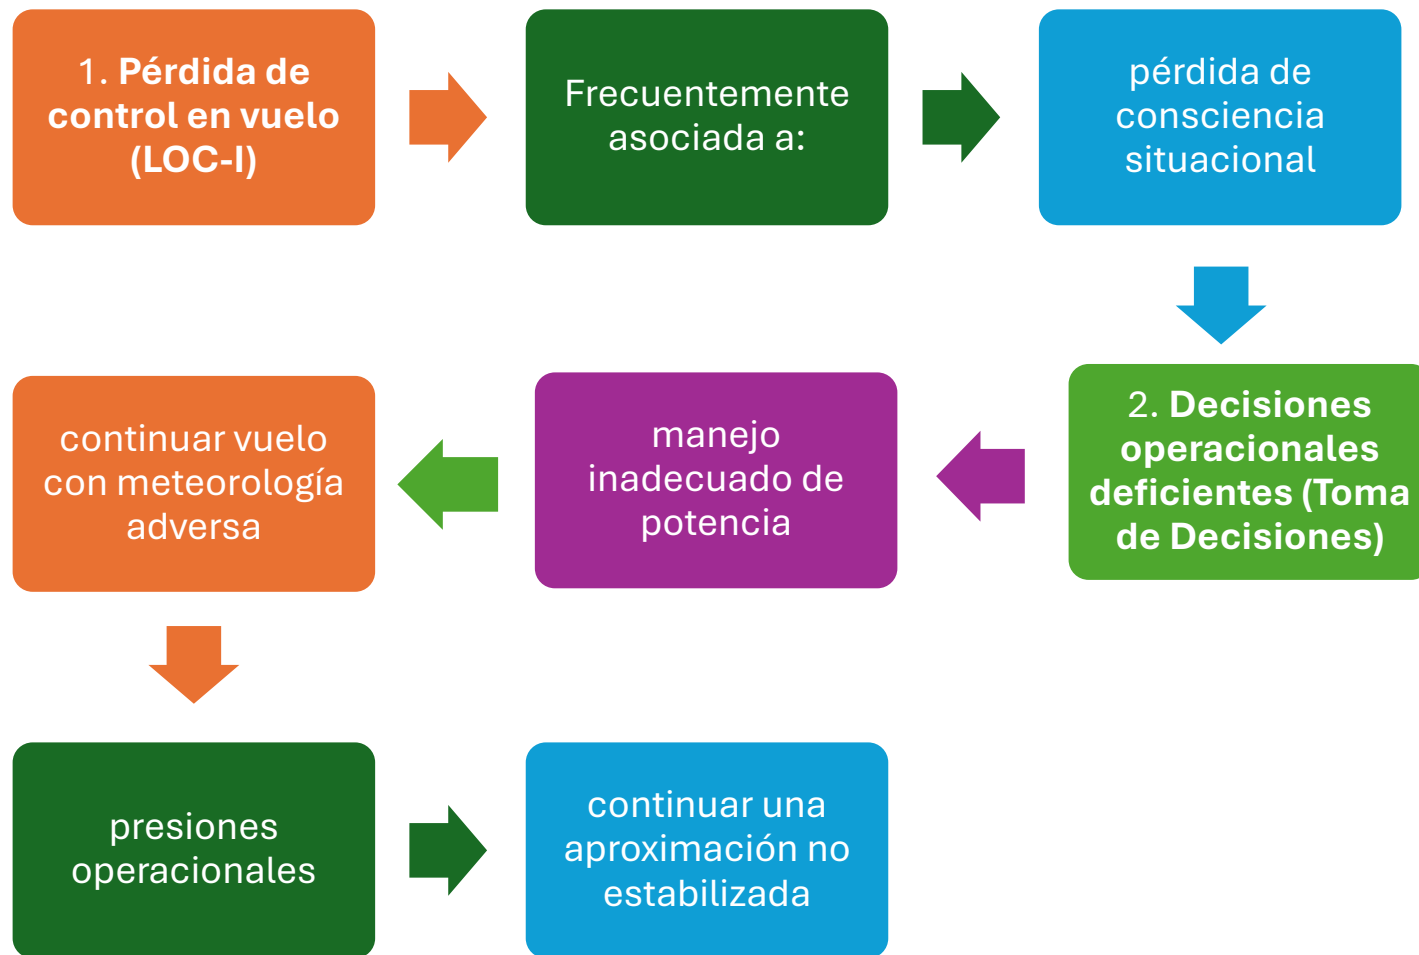 1. Pérdida de
control en vuelo
(LOC-I)
Frecuentemente
asociada a:
pérdida de
consciencia
situacional
2. Decisiones
operacionales
deficientes (Toma
de Decisiones)
manejo
inadecuado de
potencia
continuar vuelo
con meteorología
adversa
presiones
operacionales
continuar una
aproximación no
estabilizada